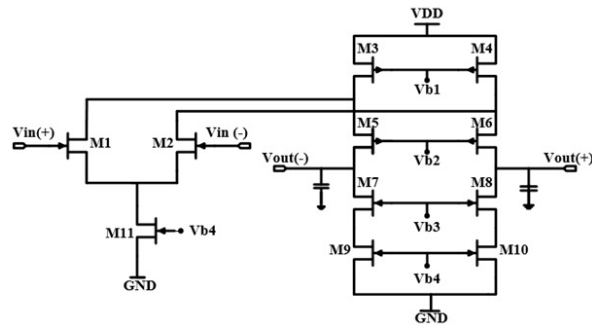 VDD
M3
M4
Vb1
Vin(+)
M1
M2
Vin (-)
M5
M6
Vb2
Vout(-)
Vout(+)
M7
M8
Vb3
M11
Vb4
M9
M10
Vb4
GND
GND